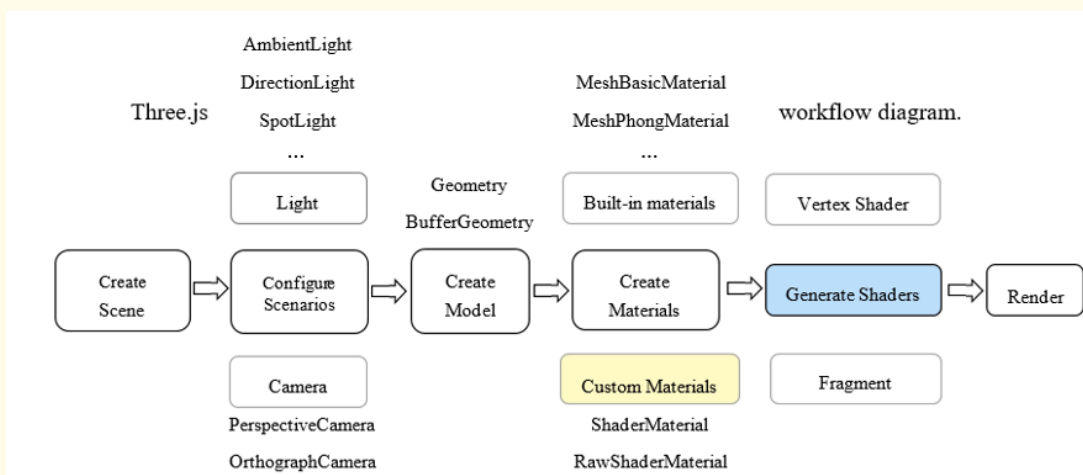 AmbientLight
DirectionLight
MeshBasicMaterial
Three.js
workflow diagram.
SpotLight
MeshPhongMaterial
...
...
Geometry
Light
Built-in materials
Vertex Shader
BufferGeometry
Create
Scene
Configure
Scenarios
Create
Model
Create
Materials
Generate Shaders
Render
Camera
Custom Materials
Fragment
PerspectiveCamera
ShaderMaterial
OrthographCamera
RawShaderMaterial